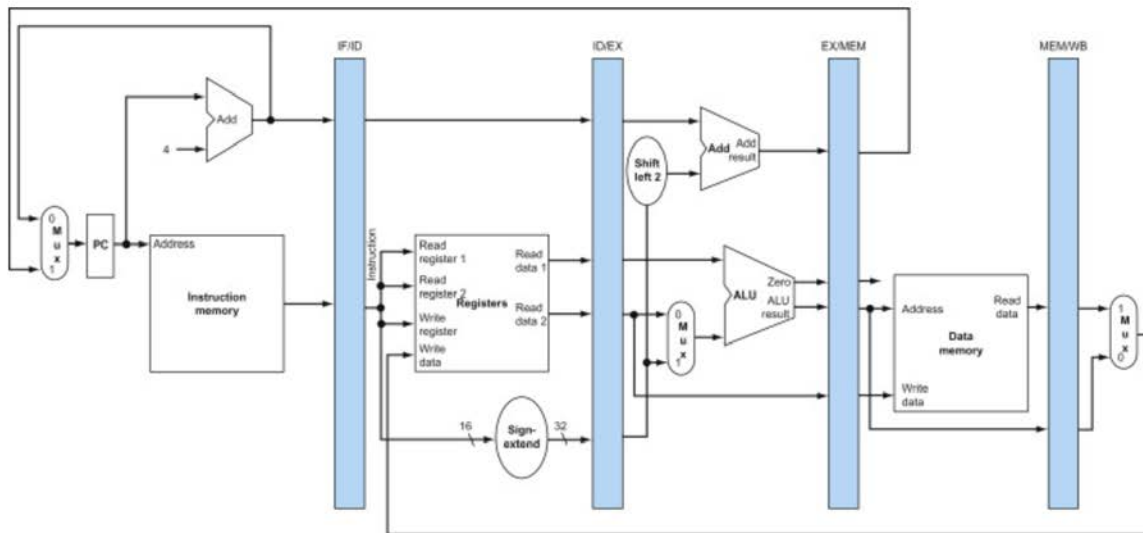 IF/ID
ID/EX
EX/MEM
MEM/WB
Add
4
Shift
left 2
Add
Add
result
0
M
u
x
1
PC
Address
Instruction
memory
Instruction
Read
register 1
Read
register 2
Registers
Write
register
Write
data
Read
data 1
Read
data 2
16
Sign-
extend
32
0
M
u
x
1
ALU
Zero
ALU
result
Address
Read
data
Data
memory
Write
data
1
M
u
x
0